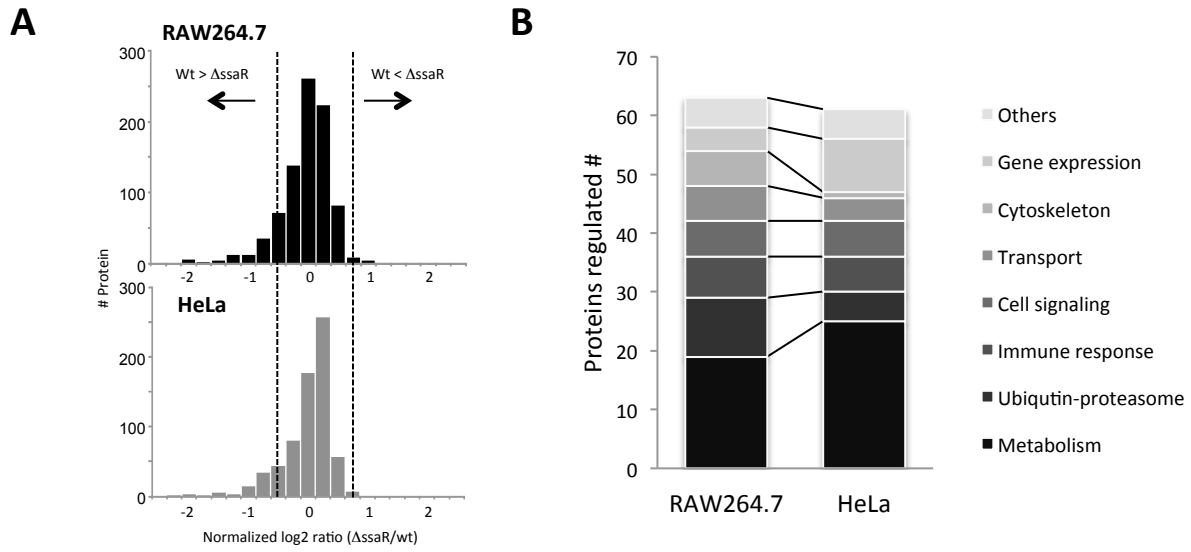 A
RAW264.7
300
200
100
0
Wt > ΔssaR
Wt < ΔssaR
-2 -1 0 1 2
# Protein
HeLa
300
200
100
0
-2 -1 0 1 2
Normalized log2 ratio (ΔssaR/wt)
B
70
60
50
40
30
20
10
0
Proteins regulated #
RAW264.7 HeLa
Others
Gene expression
Cytoskeleton
Transport
Cell signaling
Immune response
Ubiqutin-proteasome
Metabolism